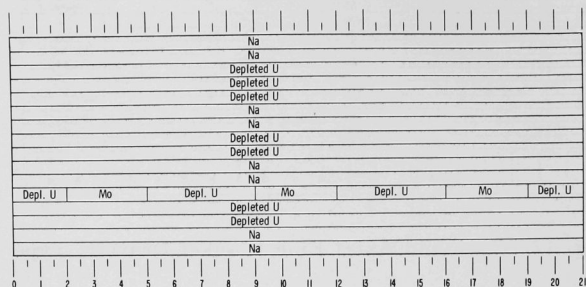 Na
Na
Depleted U
Depleted U
Depleted U
Na
Na
Depleted U
Depleted U
Na
Na
Depl. U Mo Depl. U Mo Depl. U Mo Depl. U
Depleted U
Depleted U
Na
Na
0 1 2 3 4 5 6 7 8 9 10 11 12 13 14 15 16 17 18 19 20 21